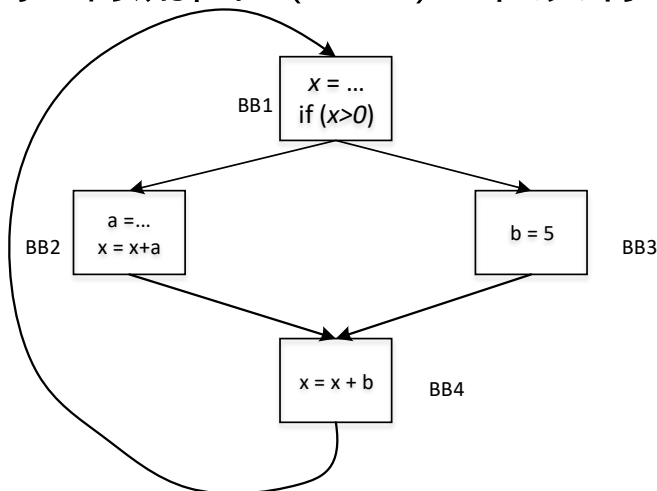 x = ...
if (x>0)
BB1
a =...
x = x+a
BB2
b = 5
BB3
x = x + b
BB4